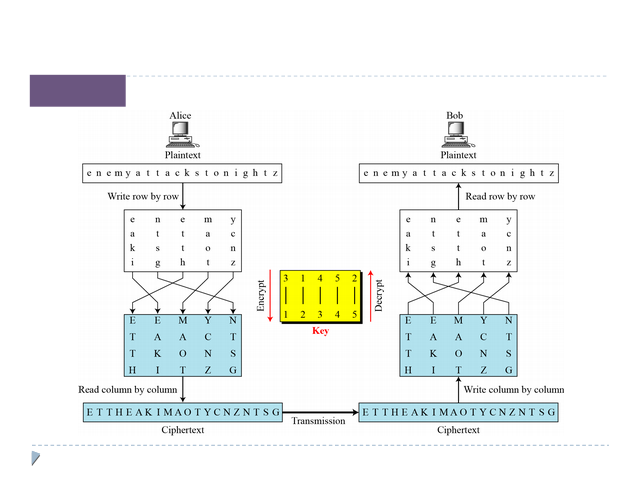 Alice
Bob
Plaintext
Plaintext
e n e m y a t t a c k s t o n i g h t z
e n e m y a t t a c k s t o n i g h t z
Write row by row
Read row by row
e n e m y
a t t a c
k s t o n
i g h t z
e n e m y
a t t a c
k s t o n
i g h t z
Encrypt
3 1 4 5 2
1 2 3 4 5
Key
Decrypt
E E M Y N
T A A C T
T K O N S
H I T Z G
E E M Y N
T A A C T
T K O N S
H I T Z G
Read column by column
Write column by column
E T T H E A K I M A O T Y C N Z N T S G
Transmission
E T T H E A K I M A O T Y C N Z N T S G
Ciphertext
Ciphertext